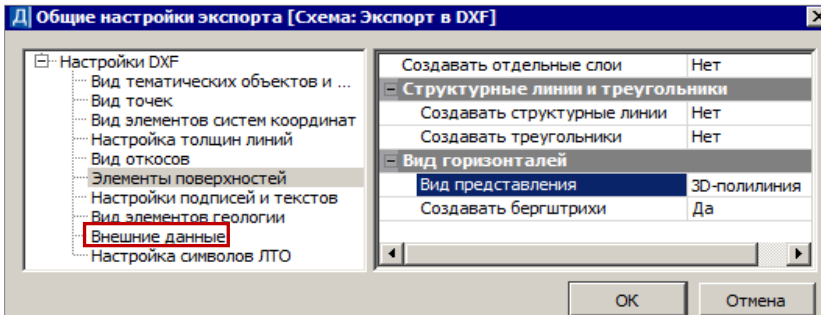 Д Общие настройки экспорта [Схема: Экспорт в DXF]
Настройки DXF
Вид тематических объектов и ...
Вид точек
Вид элементов систем координат
Настройка толщин линий
Вид откосов
Элементы поверхностей
Настройки подписей и текстов
Вид элементов геологии
Внешние данные
Настройка символов ЛТО
Создавать отдельные слои Нет
Структурные линии и треугольники
Создавать структурные линии Нет
Создавать треугольники Нет
Вид горизонталей
Вид представления 3D-полилиния
Создавать бергштрихи Да
ОК Отмена